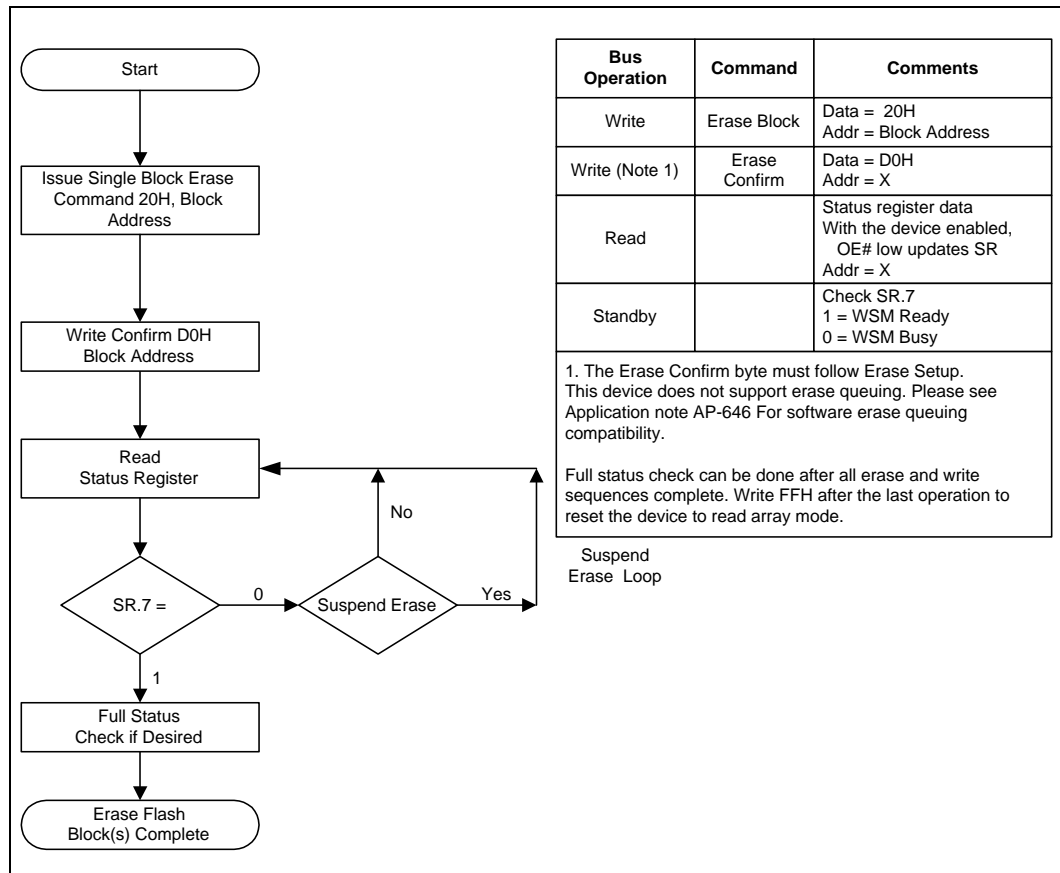 Start
Issue Single Block Erase
Command 20H, Block
Address
Write Confirm D0H
Block Address
Read
Status Register
No
SR.7 =
0
Suspend Erase
Yes
1
Full Status
Check if Desired
Erase Flash
Block(s) Complete
Bus
Operation
Command
Comments
Write
Erase Block
Data =  20H
Addr = Block Address
Write (Note 1)
Erase
Confirm
Data = D0H
Addr = X
Read
Status register data
With the device enabled,
OE# low updates SR
Addr = X
Standby
Check SR.7
1 = WSM Ready
0 = WSM Busy
1. The Erase Confirm byte must follow Erase Setup.
This device does not support erase queuing. Please see
Application note AP-646 For software erase queuing
compatibility.
Full status check can be done after all erase and write
sequences complete. Write FFH after the last operation to
reset the device to read array mode.
Suspend
Erase  Loop